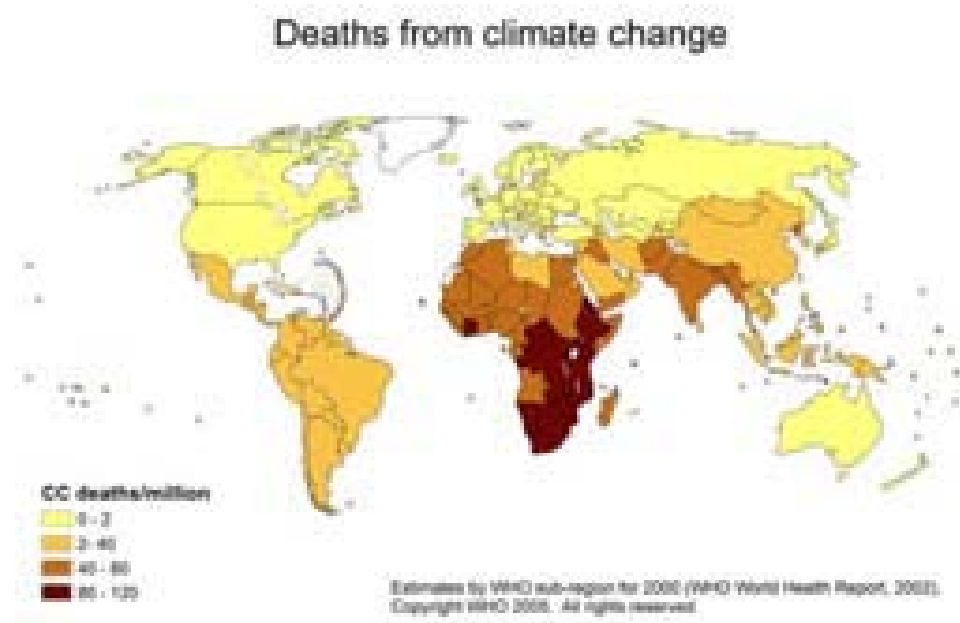 Deaths from climate change
CC deaths/million
0 - 2
2- 40
40 - 80
80 - 120
Estimates by WHO sub-region for 2000 (WHO World Health Report, 2002).
Copyright WHO 2005. All rights reserved.